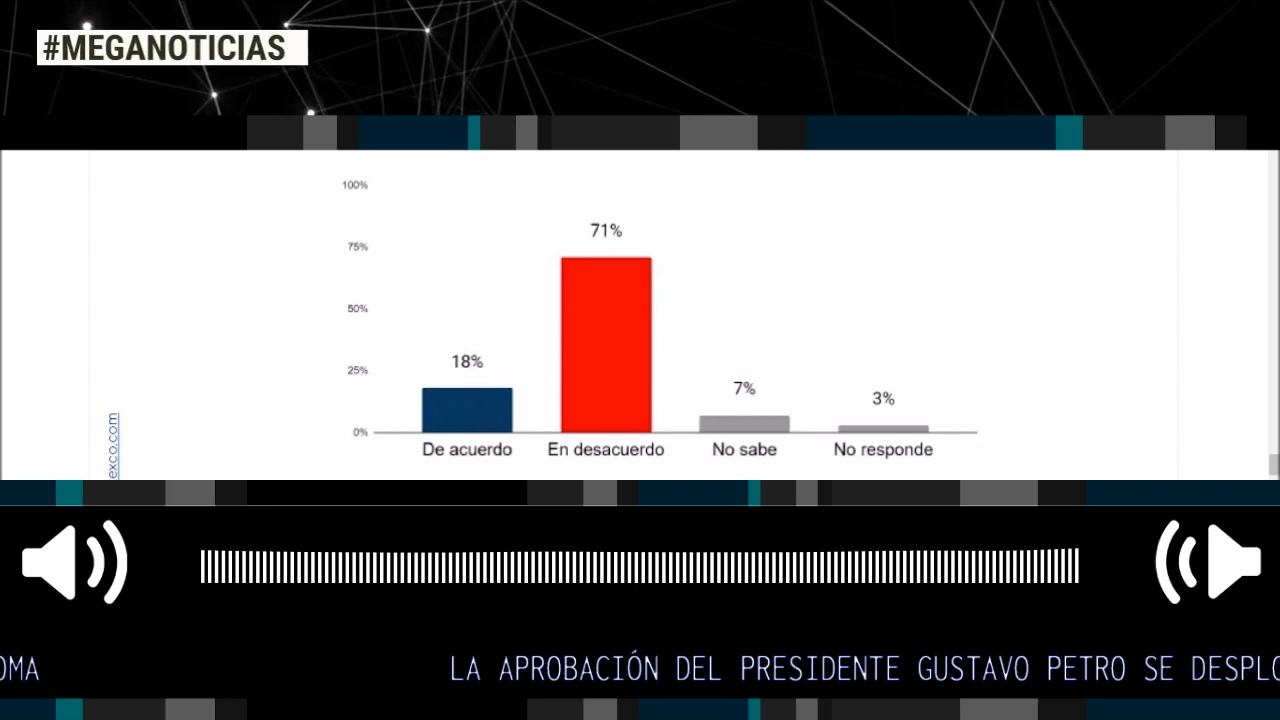 #MEGANOTICIAS
100%
75%
50%
25%
0%
18%
71%
7%
3%
De acuerdo
En desacuerdo
No sabe
No responde
exco.com
OMA
LA APROBACIÓN DEL PRESIDENTE GUSTAVO PETRO SE DESPLO